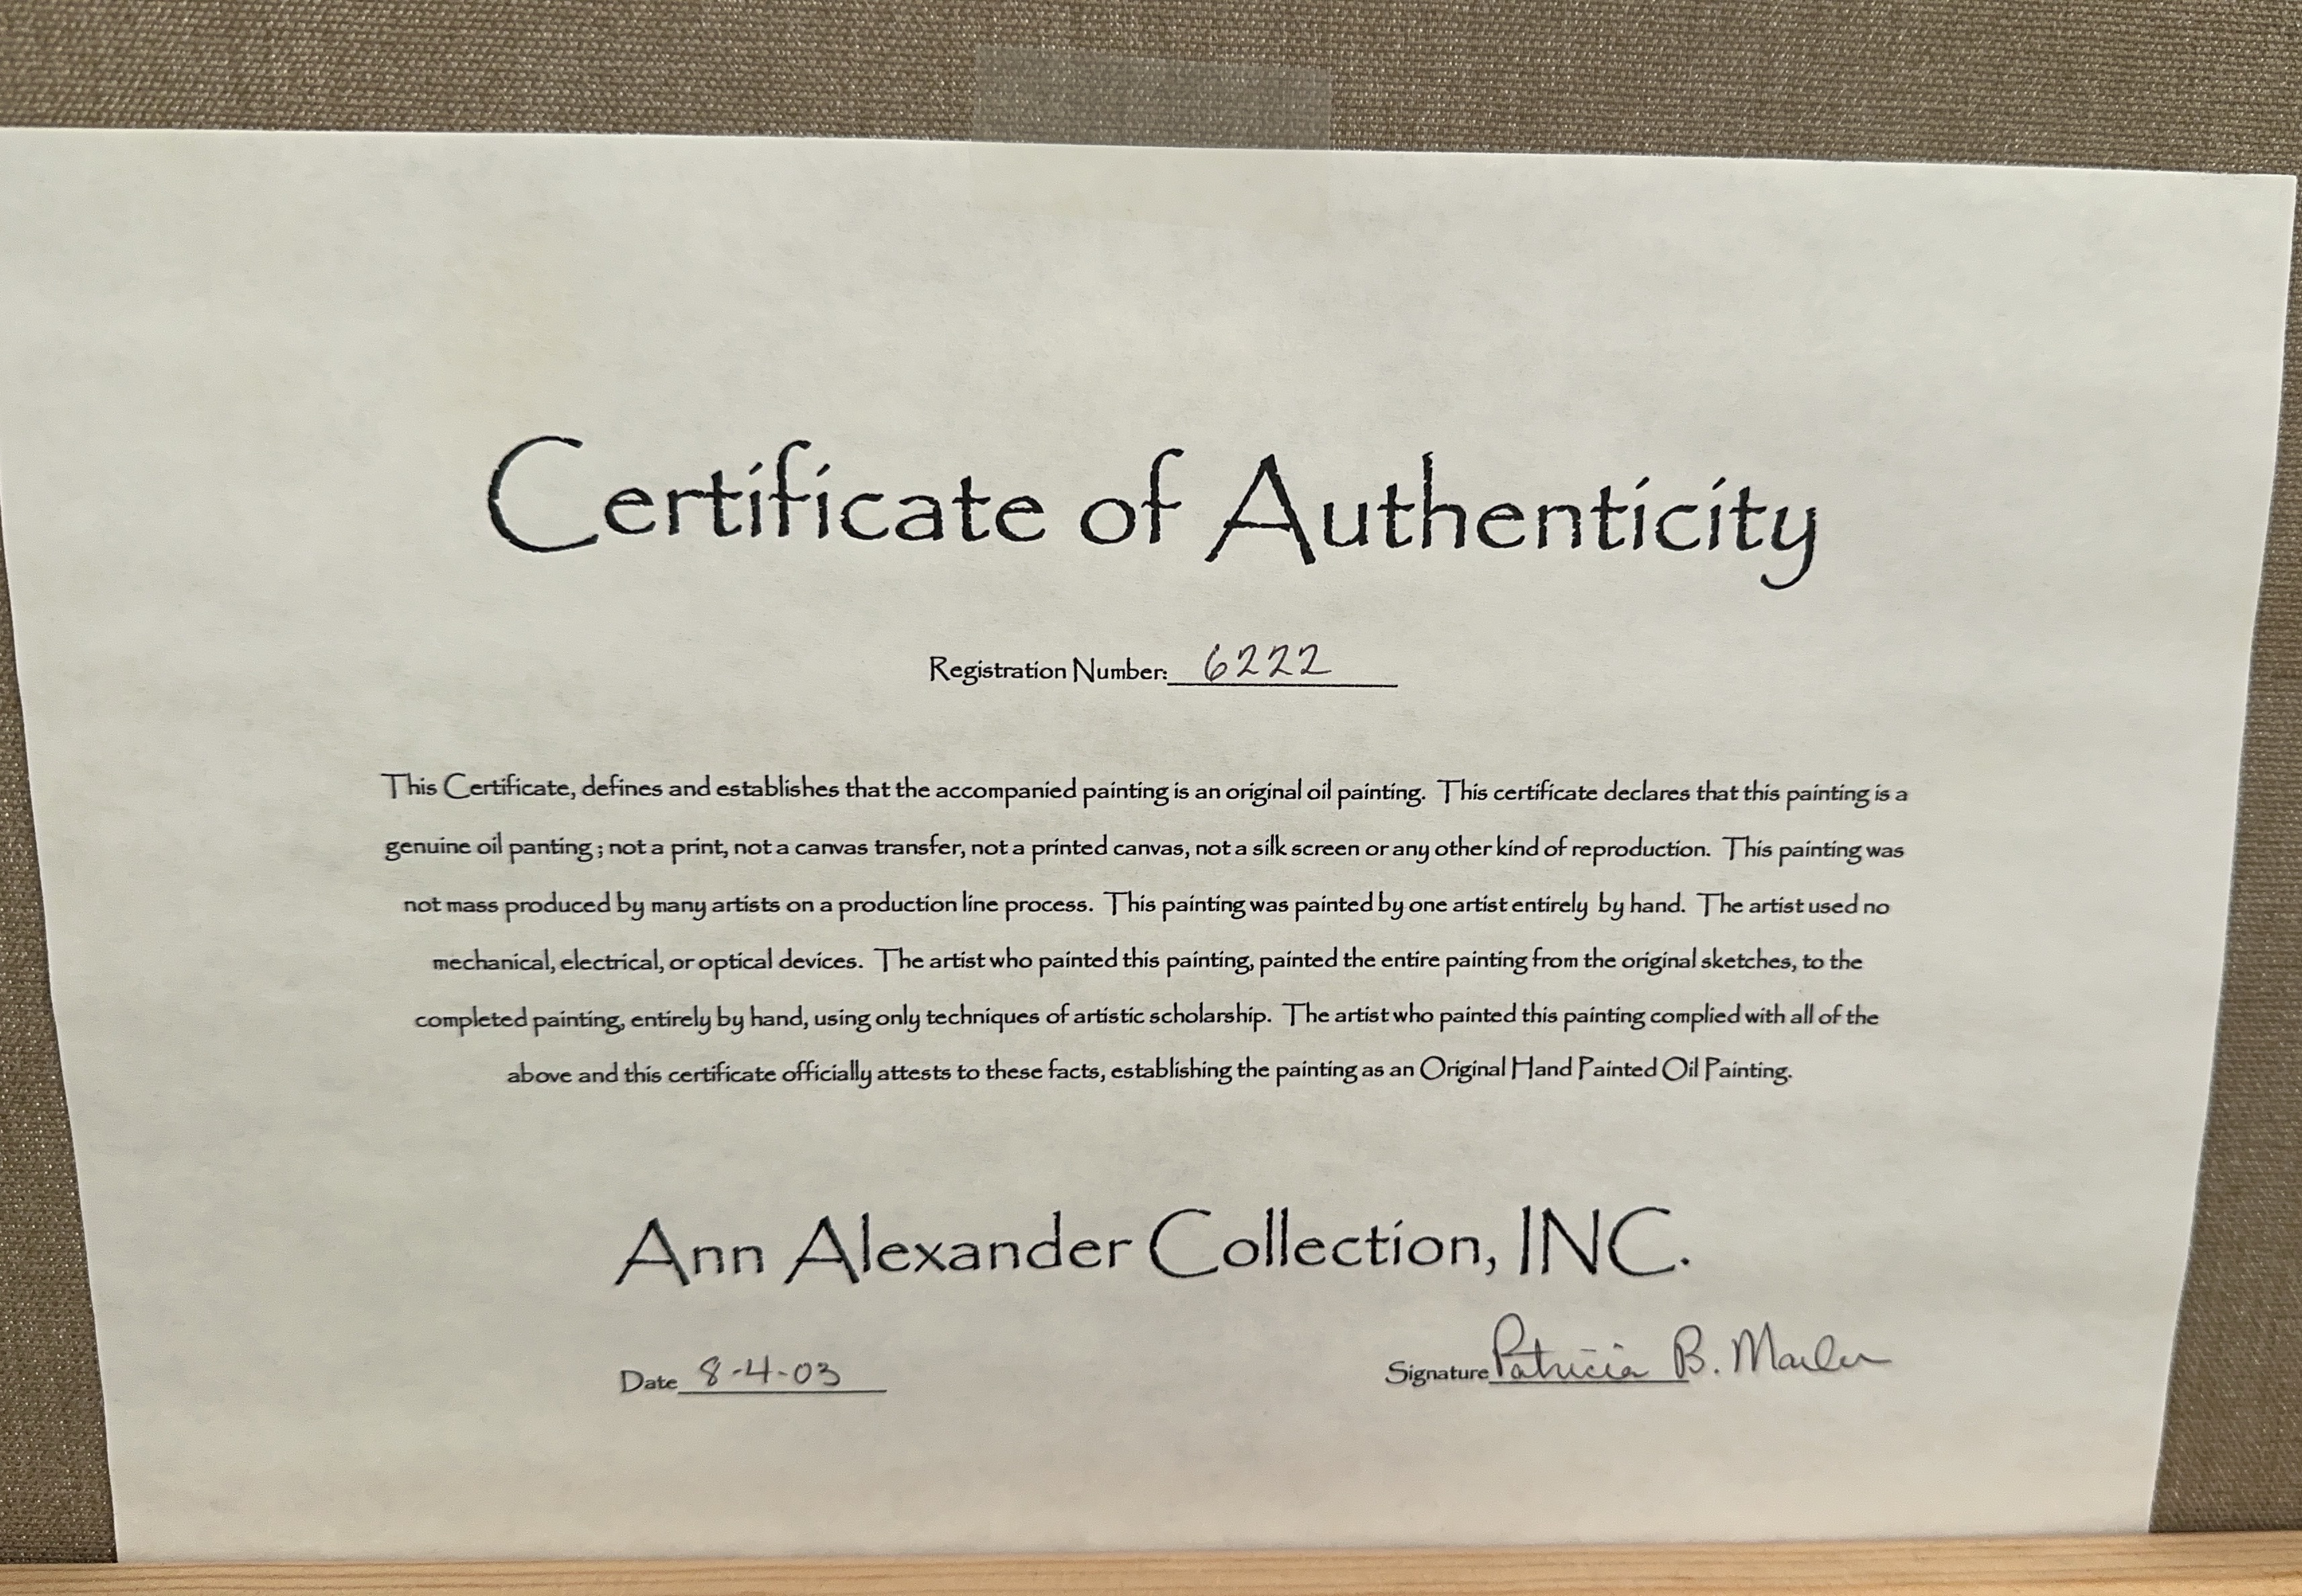 Certificate of Authenticity
Registration Number: 6222
This Certificate, defines and establishes that the accompanied painting is an original oil painting. This certificate declares that this painting is a
genuine oil panting; not a print, not a canvas transfer, not a printed canvas, not a silk screen or any other kind of reproduction. This painting was
not mass produced by many artists on a production line process. This painting was painted by one artist entirely by hand. The artist used no
mechanical, electrical, or optical devices. The artist who painted this painting, painted the entire painting from the original sketches, to the
completed painting, entirely by hand, using only techniques of artistic scholarship. The artist who painted this painting complied with all of the
above and this certificate officially attests to these facts, establishing the painting as an Original Hand Painted Oil Painting.
Ann Alexander Collection, INC.
Date 8-4-03 Signature Patricia B.